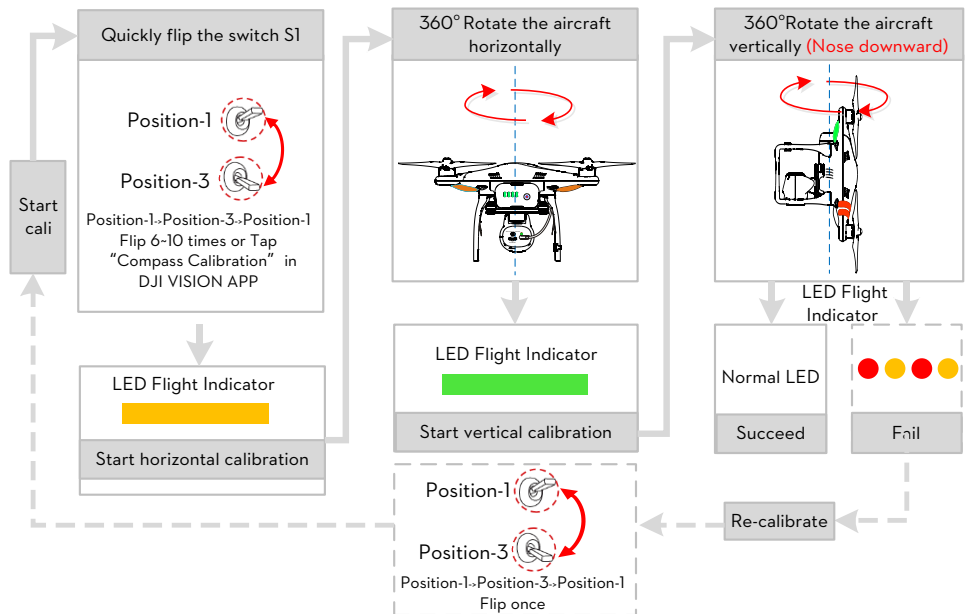 Start
cali
Quickly flip the switch S1
Position-1
Position-3
Position-1->Position-3->Position-1
Flip 6~10 times or Tap
"Compass Calibration" in
DJI VISION APP
LED Flight Indicator
Start horizontal calibration
360° Rotate the aircraft
horizontally
LED Flight Indicator
Start vertical calibration
360°Rotate the aircraft
vertically (Nose downward)
LED Flight
Indicator
Normal LED
Succeed
Fail
Re-calibrate
Position-1
Position-3
Position-1->Position-3->Position-1
Flip once